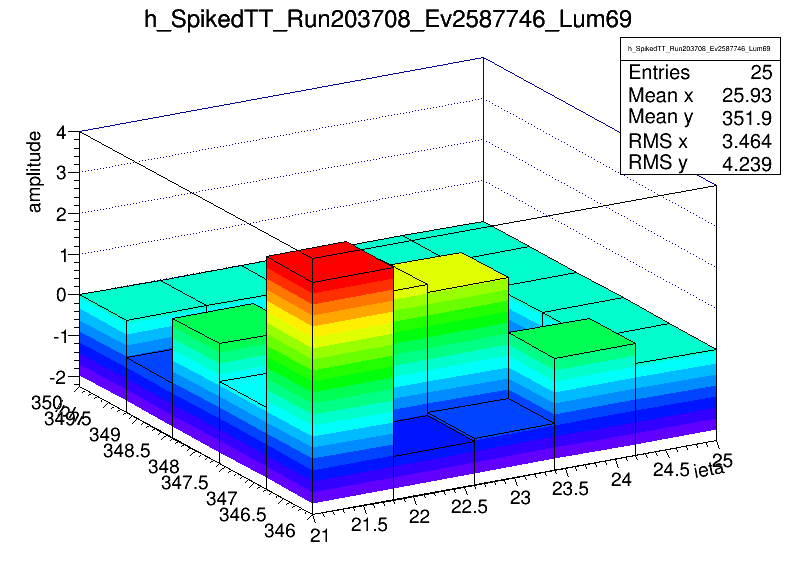 h_SpikedTT_Run203708_Ev2587746_Lum69
h_SpikedTT_Run203708_Ev2587746_Lum69
Entries 25
Mean x 25.93
Mean y 351.9
RMS x 3.464
RMS y 4.239
amplitude
4
3
2
1
0
-1
-2
350
349.5
349
348.5
348
347.5
347
346.5
346
21
21.5
22
22.5
23
23.5
24
24.5
25
ieta